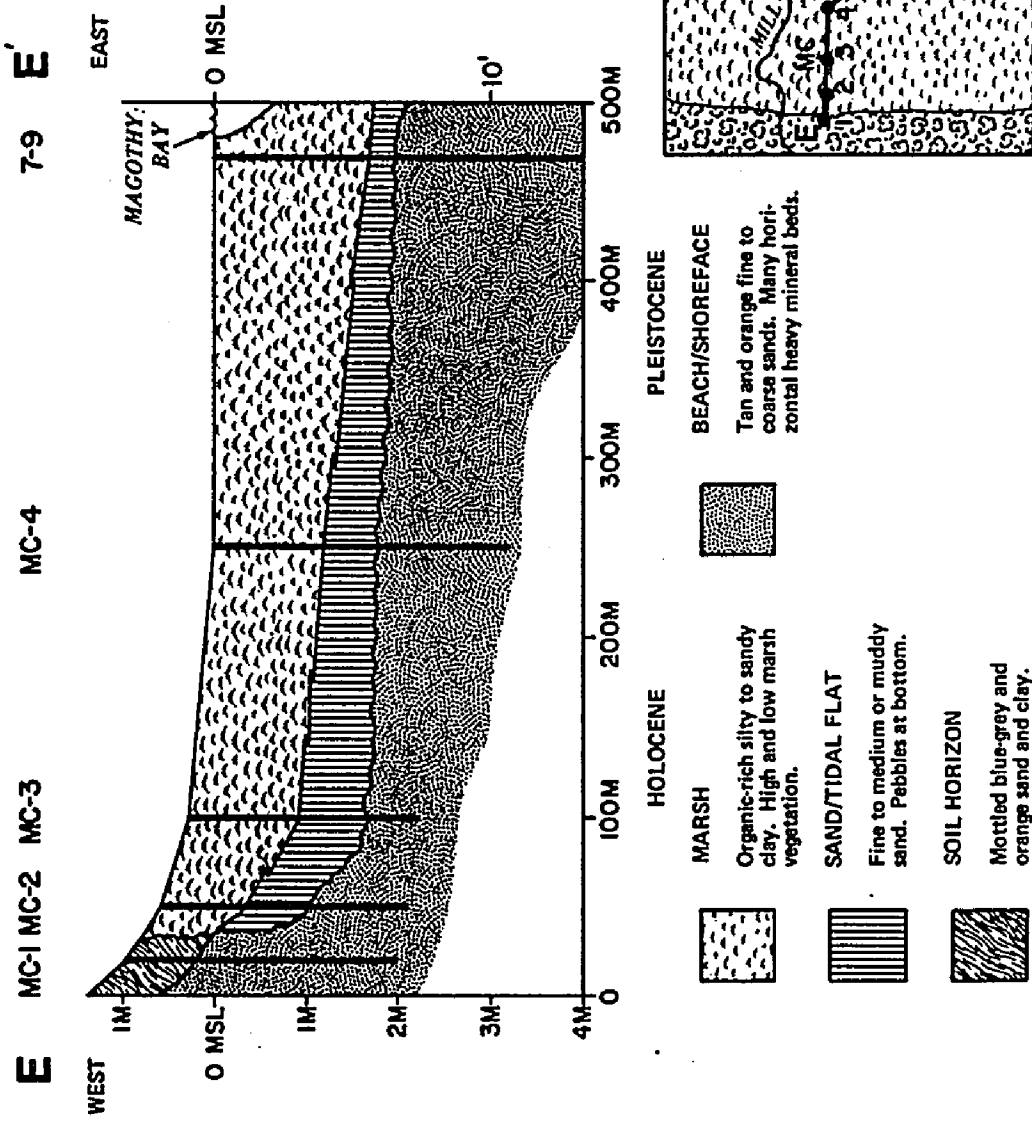 E MC-1 MC-2 MC-3 MC-4 7-9 E'
WEST EAST
MAGOTHY
BAY
1M
0 MSL 0 MSL
1M
2M
3M -10'
4M
0 100M 200M 300M 400M 500M
HOLOCENE
MARSH
Organic-rich silty to sandy
clay. High and low marsh
vegetation.
SAND/TIDAL FLAT
Fine to medium or muddy
sand. Pebbles at bottom.
SOIL HORIZON
Mottled blue-grey and
orange sand and clay.
PLEISTOCENE
BEACH/SHOREFACE
Tan and orange fine to
coarse sands. Many hori-
zontal heavy mineral beds.
MILL
MC
E
1 2 3 4